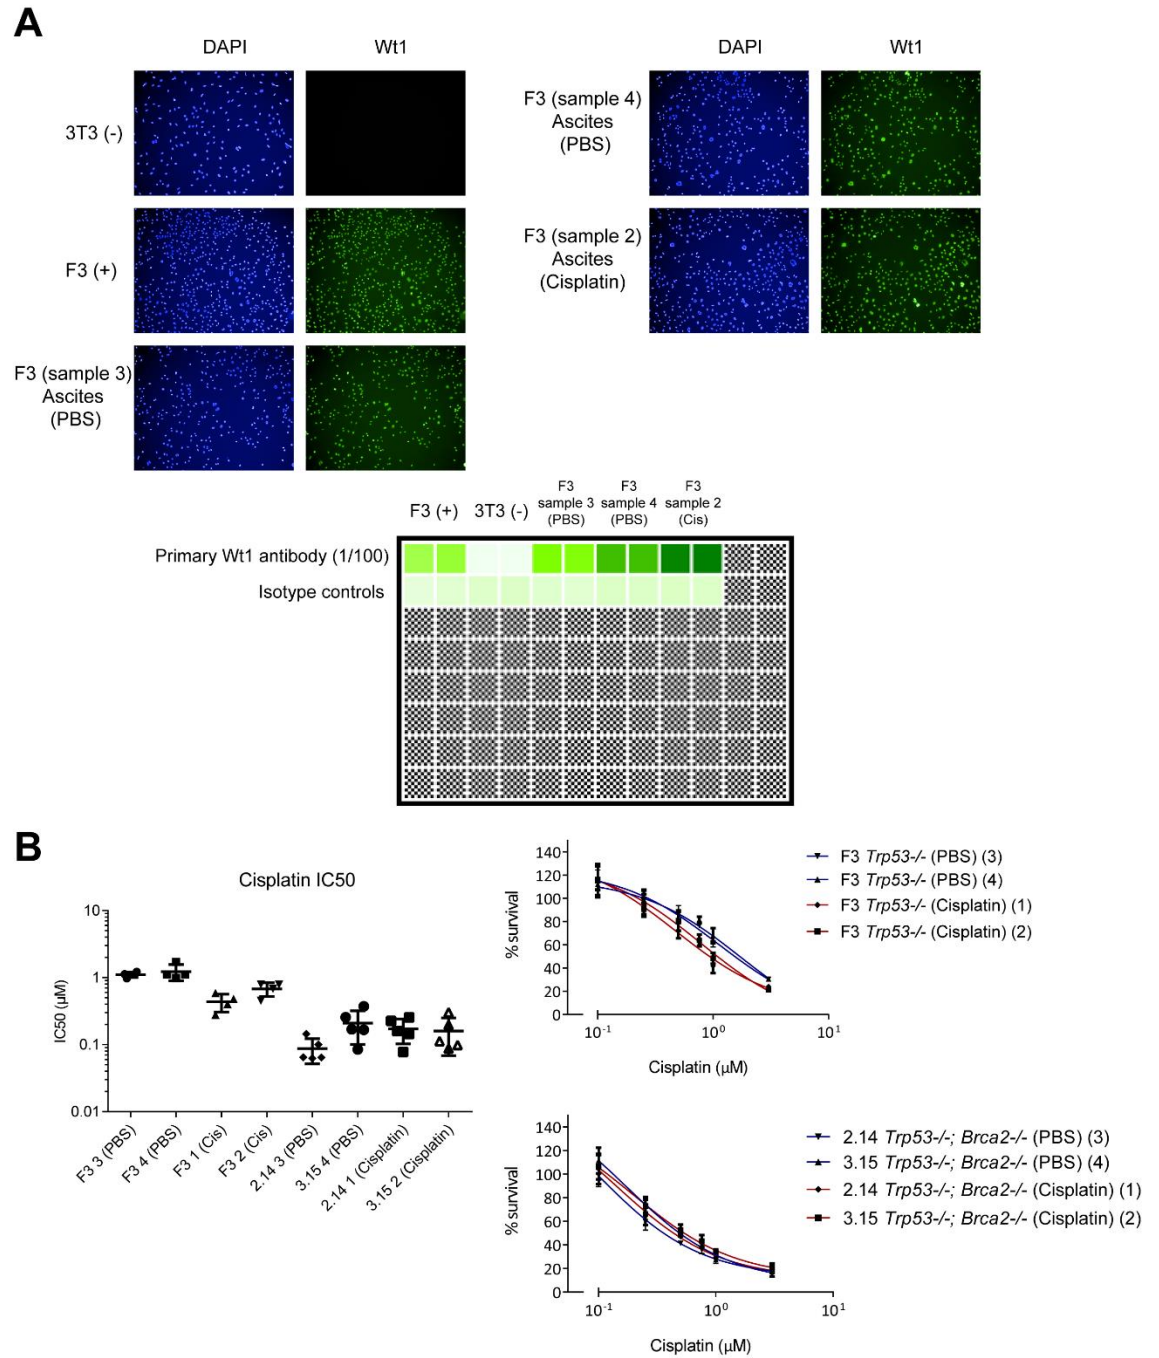 A
DAPI
Wt1
3T3 (-)
F3 (+)
F3 (sample 3)
Ascites
(PBS)
DAPI
Wt1
F3 (sample 4)
Ascites
(PBS)
F3 (sample 2)
Ascites
(Cisplatin)
F3 (+)
3T3 (-)
F3
sample 3
(PBS)
F3
sample 4
(PBS)
F3
sample 2
(Cis)
Primary Wt1 antibody (1/100)
Isotype controls
B
Cisplatin IC50
IC50 (µM)
10
1
0.1
0.01
F3 3 (PBS)
F3 4 (PBS)
F3 1 (Cis)
F3 2 (Cis)
2.14 3 (PBS)
3.15 4 (PBS)
2.14 1 (Cisplatin)
3.15 2 (Cisplatin)
% survival
140
120
100
80
60
40
20
0
10⁻¹
10⁰
10¹
Cisplatin (µM)
F3 Trp53-/- (PBS) (3)
F3 Trp53-/- (PBS) (4)
F3 Trp53-/- (Cisplatin) (1)
F3 Trp53-/- (Cisplatin) (2)
% survival
140
120
100
80
60
40
20
0
10⁻¹
10⁰
10¹
Cisplatin (µM)
2.14 Trp53-/-; Brca2-/- (PBS) (3)
3.15 Trp53-/-; Brca2-/- (PBS) (4)
2.14 Trp53-/-; Brca2-/- (Cisplatin) (1)
3.15 Trp53-/-; Brca2-/- (Cisplatin) (2)